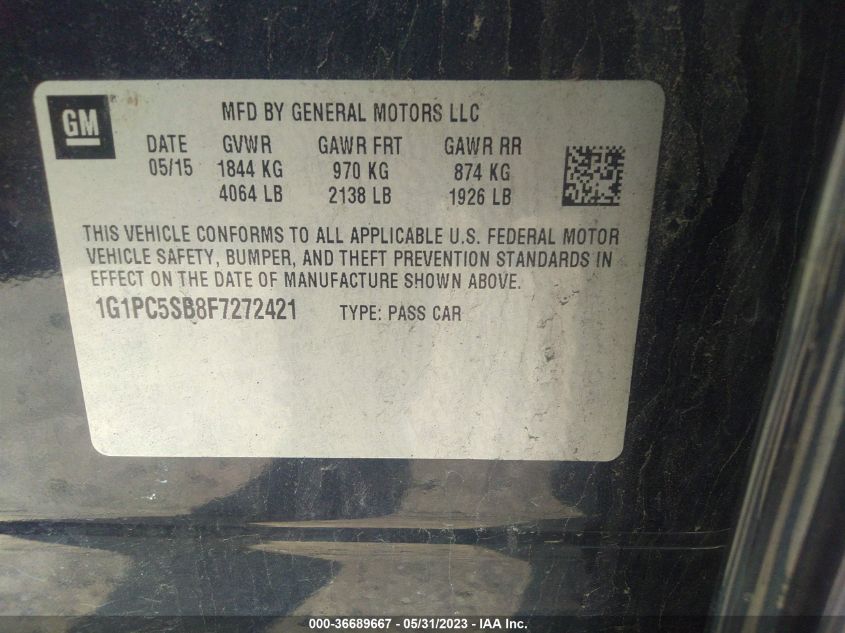 GM
MFD BY GENERAL MOTORS LLC
DATE GVWR GAWR FRT GAWR RR
05/15 1844 KG 970 KG 874 KG
4064 LB 2138 LB 1926 LB
THIS VEHICLE CONFORMS TO ALL APPLICABLE U.S. FEDERAL MOTOR
VEHICLE SAFETY, BUMPER, AND THEFT PREVENTION STANDARDS IN
EFFECT ON THE DATE OF MANUFACTURE SHOWN ABOVE.
1G1PC5SB8F7272421 TYPE: PASS CAR
000-36689667 / 05/31/2023 - IAA Inc.